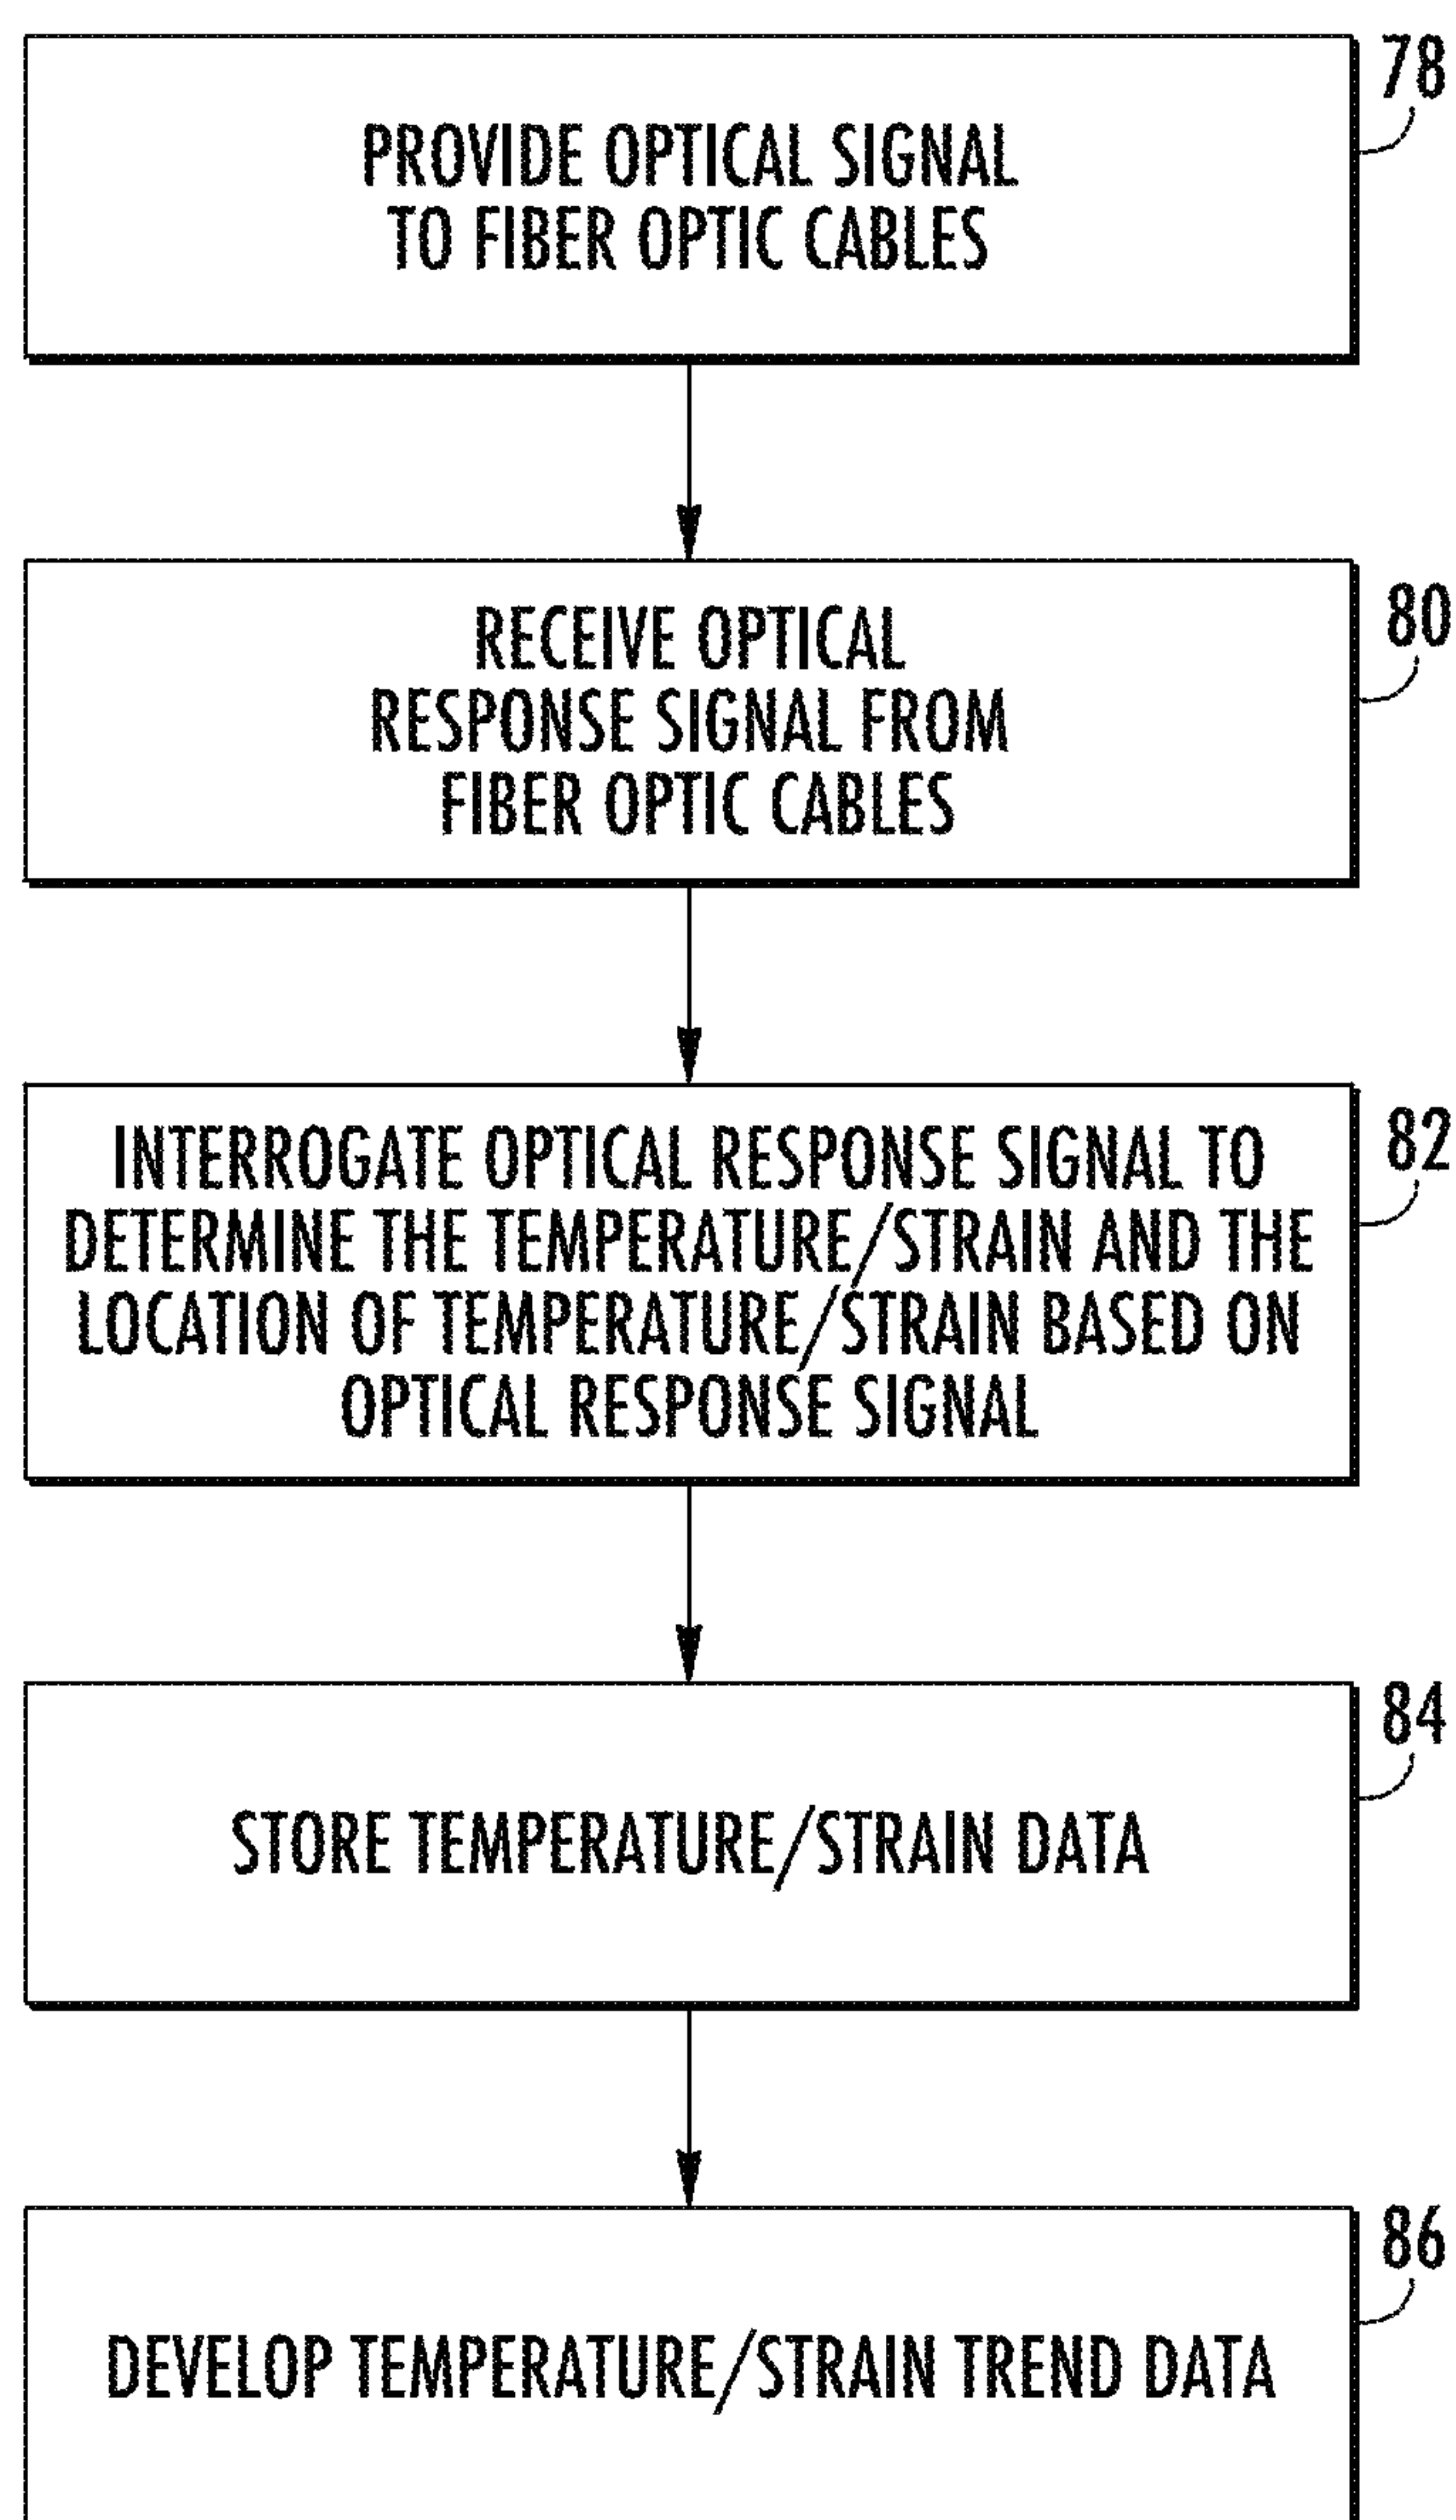 78
PROVIDE OPTICAL SIGNAL
TO FIBER OPTIC CABLES
80
RECEIVE OPTICAL
RESPONSE SIGNAL FROM
FIBER OPTIC CABLES
82
INTERROGATE OPTICAL RESPONSE SIGNAL TO
DETERMINE THE TEMPERATURE/STRAIN AND THE
LOCATION OF TEMPERATURE/STRAIN BASED ON
OPTICAL RESPONSE SIGNAL
84
STORE TEMPERATURE/STRAIN DATA
86
DEVELOP TEMPERATURE/STRAIN TREND DATA